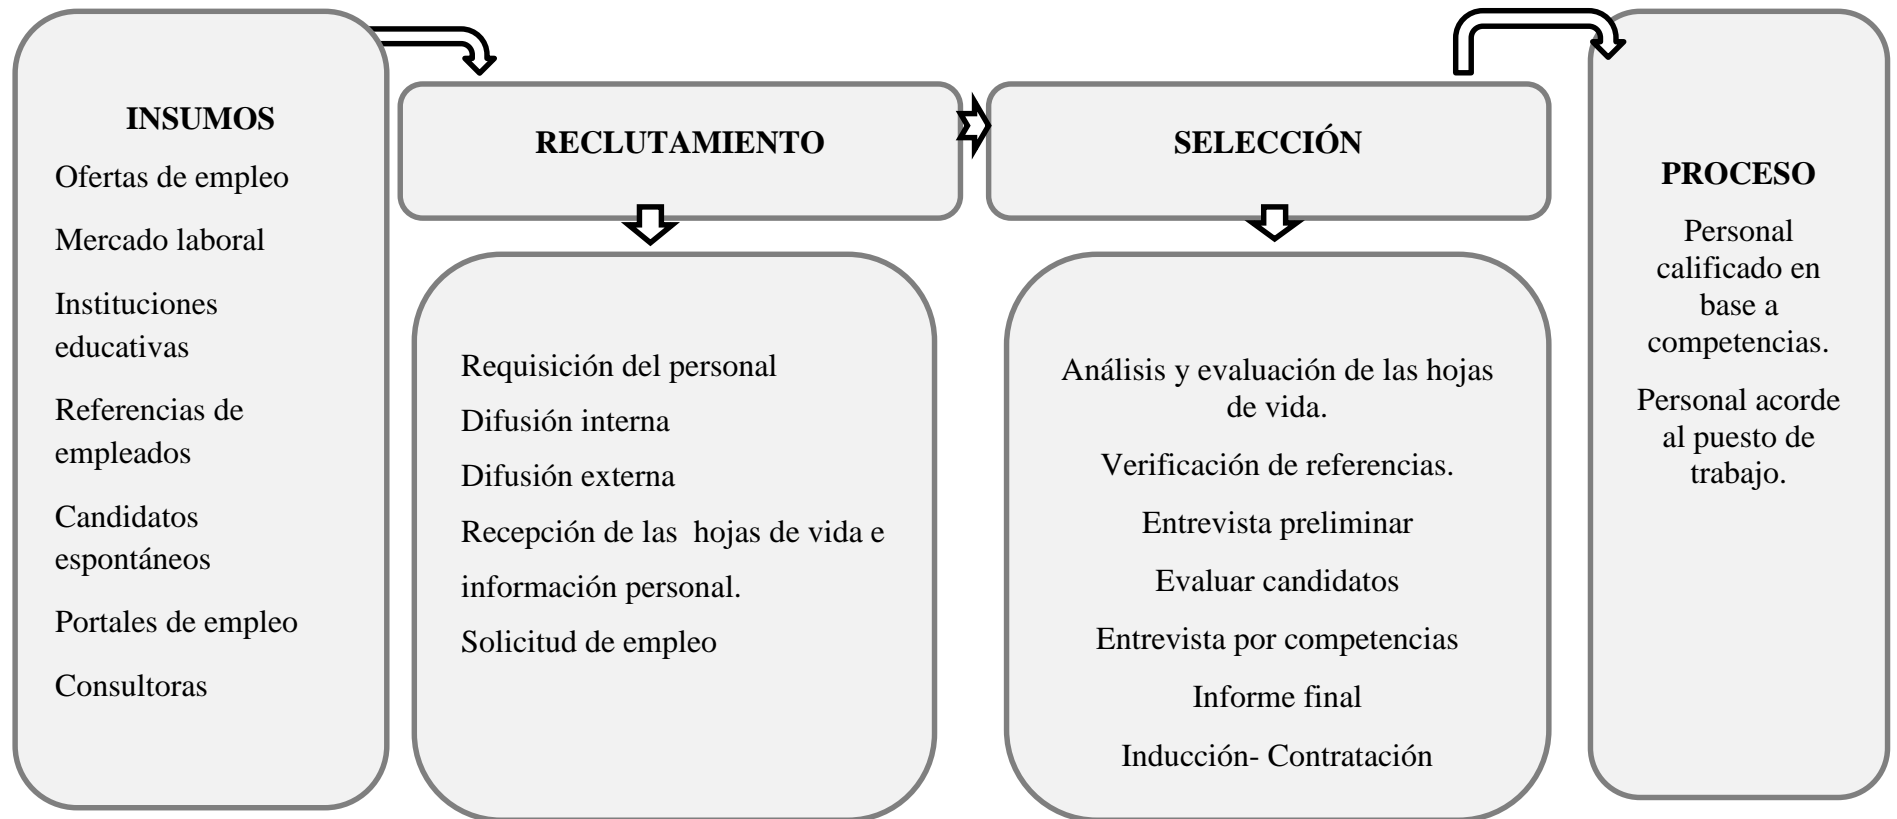 INSUMOS
Ofertas de empleo
Mercado laboral
Instituciones
educativas
Referencias de
empleados
Candidatos
espontáneos
Portales de empleo
Consultoras
RECLUTAMIENTO
Requisición del personal
Difusión interna
Difusión externa
Recepción de las  hojas de vida e
información personal.
Solicitud de empleo
SELECCIÓN
Análisis y evaluación de las hojas
de vida.
Verificación de referencias.
Entrevista preliminar
Evaluar candidatos
Entrevista por competencias
Informe final
Inducción- Contratación
PROCESO
Personal
calificado en
base a
competencias.
Personal acorde
al puesto de
trabajo.